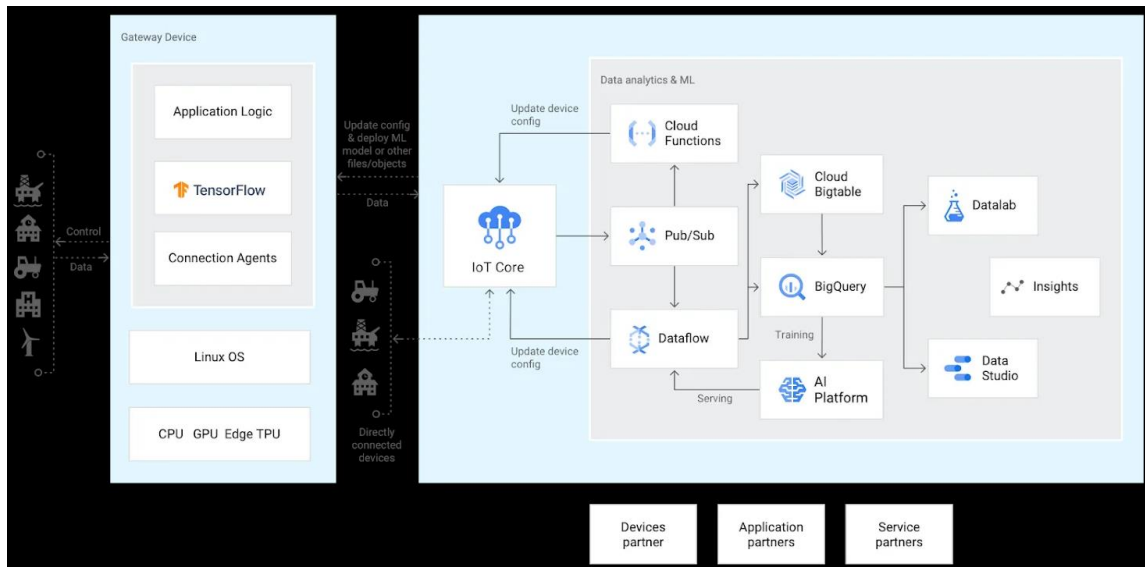 Gateway Device
Application Logic
TensorFlow
Connection Agents
Linux OS
CPU GPU Edge TPU
Control
Data
Update config
& deploy ML
model or other
files/objects
Data
Directly
connected
devices
IoT Core
Update device
config
Update device
config
Data analytics & ML
Cloud
Functions
Pub/Sub
Dataflow
Cloud
Bigtable
BigQuery
Training
AI
Platform
Serving
Datalab
Insights
Data
Studio
Devices
partner
Application
partners
Service
partners